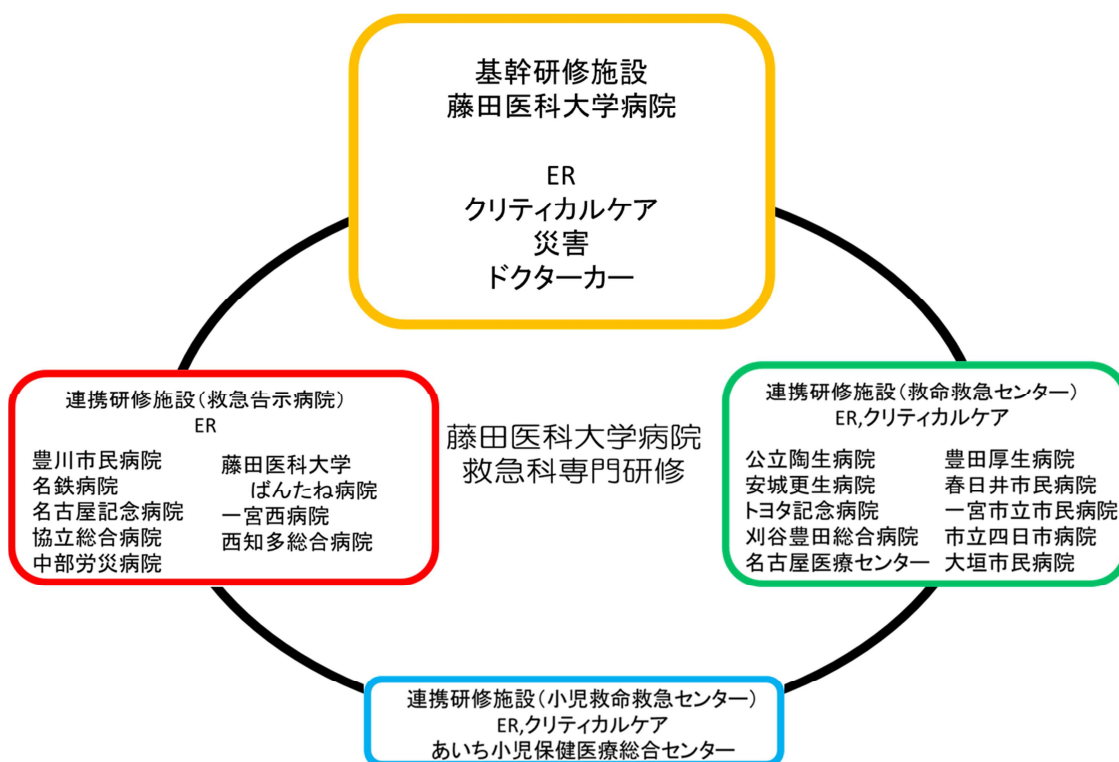 基幹研修施設
藤田医科大学病院
ER
クリティカルケア
災害
ドクターカー
連携研修施設(救急告示病院)
ER
豊川市民病院
名鉄病院
名古屋記念病院
協立総合病院
中部労災病院
藤田医科大学
ばんたね病院
一宮西病院
西知多総合病院
藤田医科大学病院
救急科専門研修
連携研修施設(救命救急センター)
ER,クリティカルケア
公立陶生病院
安城更生病院
トヨタ記念病院
刈谷豊田総合病院
名古屋医療センター
豊田厚生病院
春日井市民病院
一宮市立市民病院
市立四日市病院
大垣市民病院
連携研修施設(小児救命救急センター)
ER,クリティカルケア
あいち小児保健医療総合センター